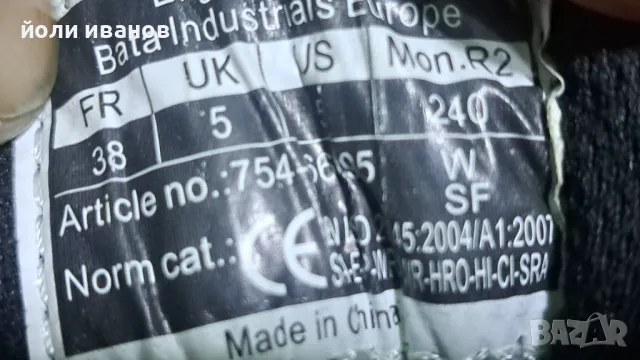 йоли иванов
Bata Industrials Europe
FR UK US Mon.R2
38 5 240
Article no.: W
SF
Norm cat.: CE 45:2004/A1:2007
HRO-HI-CI-SRA
Made in China
BAZAR